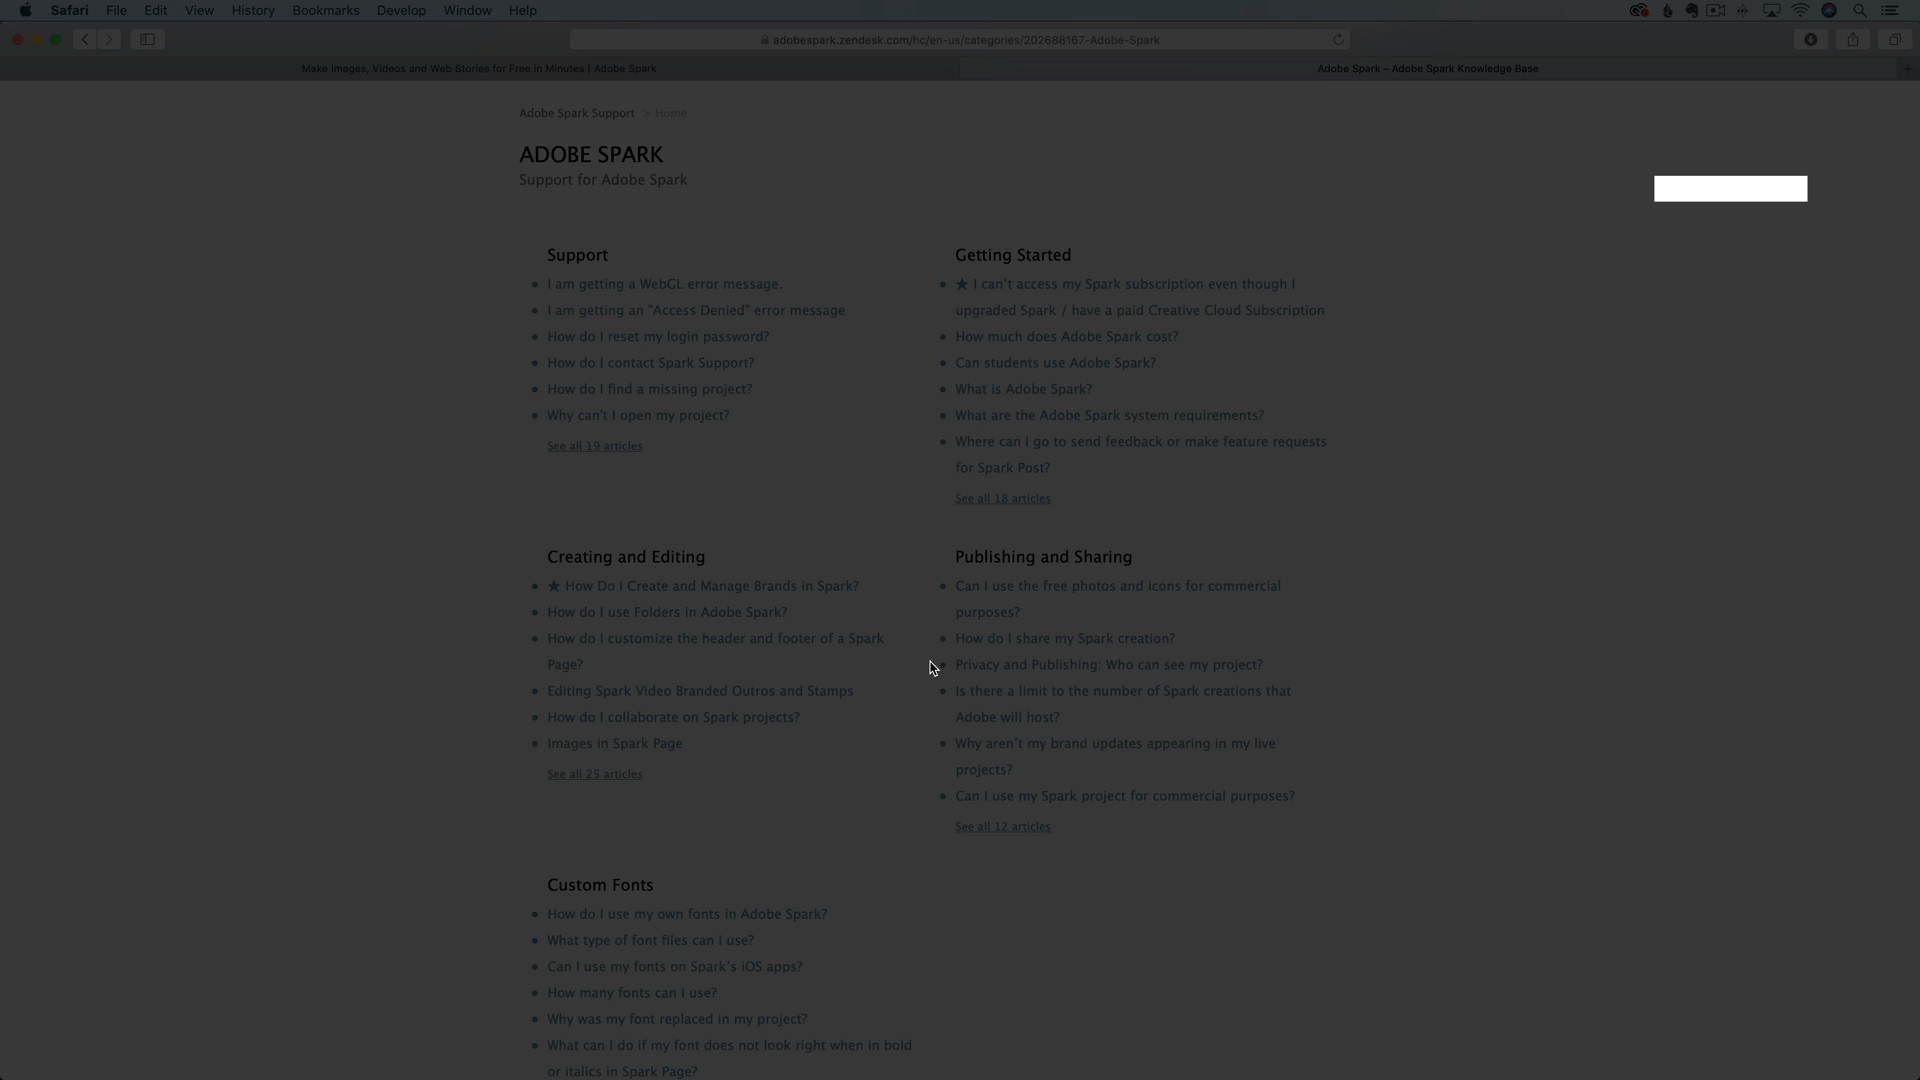 Safari File Edit View History Bookmarks Develop Window Help
adobespark.zendesk.com/hc/en-us/categories/202688167-Adobe-Spark
Make Images, Videos and Web Stories for Free in Minutes | Adobe Spark
Adobe Spark – Adobe Spark Knowledge Base
Adobe Spark Support > Home
ADOBE SPARK
Support for Adobe Spark
Support
• I am getting a WebGL error message.
• I am getting an "Access Denied" error message
• How do I reset my login password?
• How do I contact Spark Support?
• How do I find a missing project?
• Why can't I open my project?
See all 19 articles
Getting Started
• ★ I can't access my Spark subscription even though I
upgraded Spark / have a paid Creative Cloud Subscription
• How much does Adobe Spark cost?
• Can students use Adobe Spark?
• What is Adobe Spark?
• What are the Adobe Spark system requirements?
• Where can I go to send feedback or make feature requests
for Spark Post?
See all 18 articles
Creating and Editing
• ★ How Do I Create and Manage Brands in Spark?
• How do I use Folders in Adobe Spark?
• How do I customize the header and footer of a Spark
Page?
• Editing Spark Video Branded Outros and Stamps
• How do I collaborate on Spark projects?
• Images in Spark Page
See all 25 articles
Publishing and Sharing
• Can I use the free photos and icons for commercial
purposes?
• How do I share my Spark creation?
• Privacy and Publishing: Who can see my project?
• Is there a limit to the number of Spark creations that
Adobe will host?
• Why aren't my brand updates appearing in my live
projects?
• Can I use my Spark project for commercial purposes?
See all 12 articles
Custom Fonts
• How do I use my own fonts in Adobe Spark?
• What type of font files can I use?
• Can I use my fonts on Spark's iOS apps?
• How many fonts can I use?
• Why was my font replaced in my project?
• What can I do if my font does not look right when in bold
or italics in Spark Page?